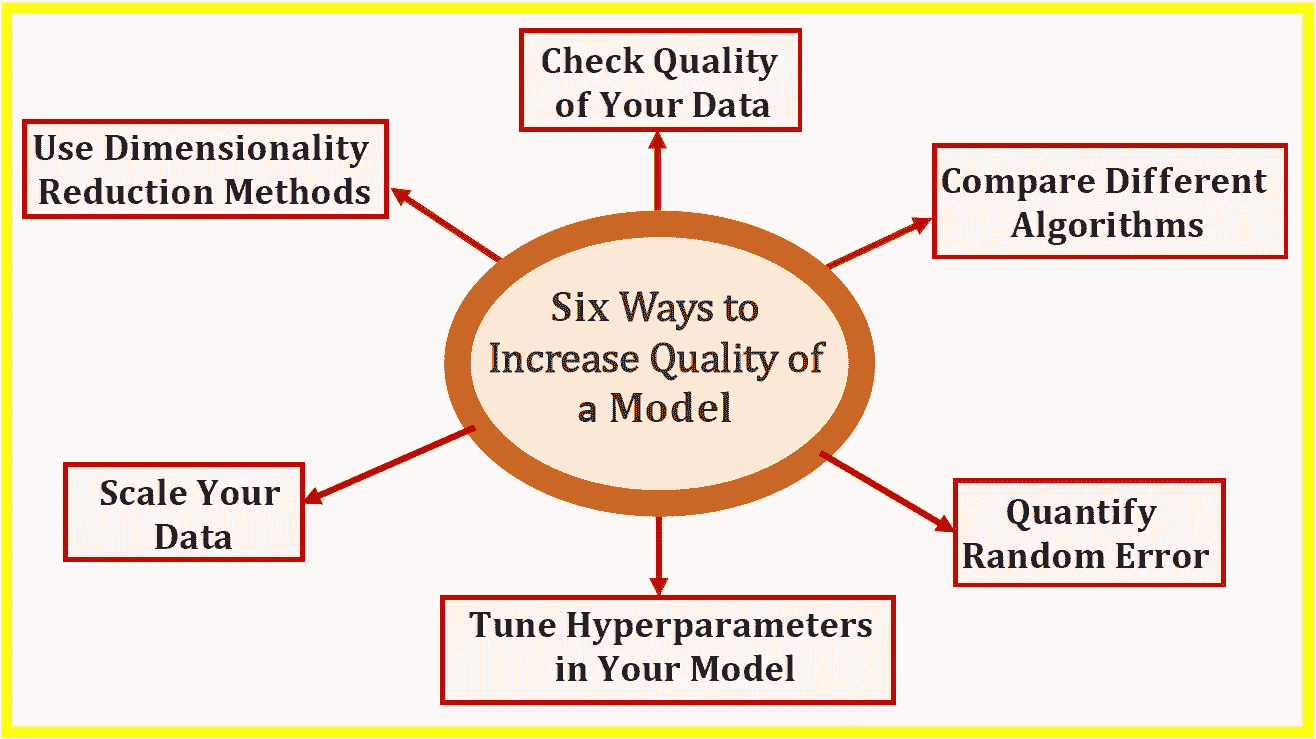 Check Quality
of Your Data
Use Dimensionality
Reduction Methods
Compare Different
Algorithms
Six Ways to
Increase Quality of
a Model
Scale Your
Data
Quantify
Random Error
Tune Hyperparameters
in Your Model